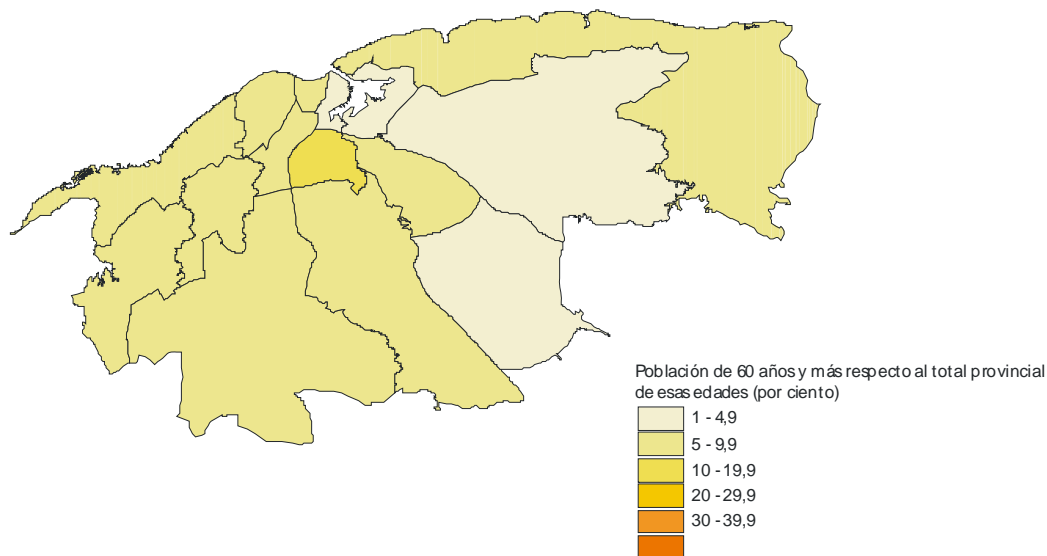 Población de 60 años y más respecto al total provincial
de esas edades (por ciento)
1 - 4,9
5 - 9,9
10 - 19,9
20 - 29,9
30 - 39,9